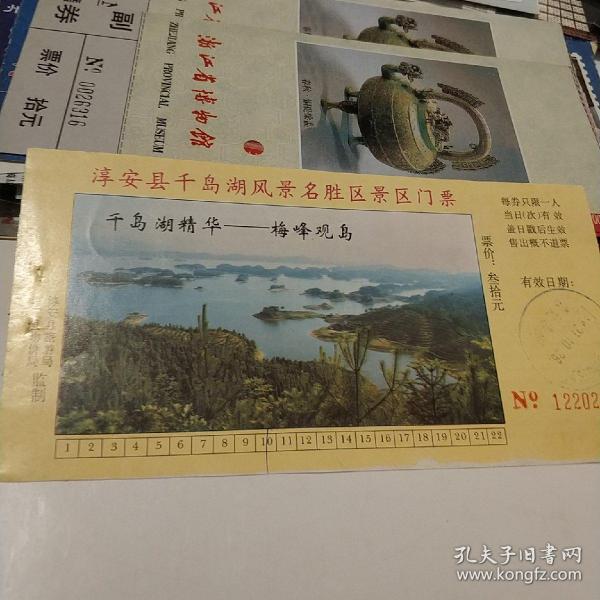 副
券
票价 拾元
Nº 0026316
浙江省博物馆
ZHEJIANG PROVINCIAL MUSEUM
淳安县千岛湖风景名胜区景区门票
千岛湖精华——梅峰观岛
票价：叁拾元
每券只限一人
当日(次)有效
盖日戳后生效
售出概不退票
有效日期：
Nº 12202
监制
1 2 3 4 5 6 7 8 9 10 11 12 13 14 15 16 17 18 19 20 21 22
孔夫子旧书网
www.kongfz.com